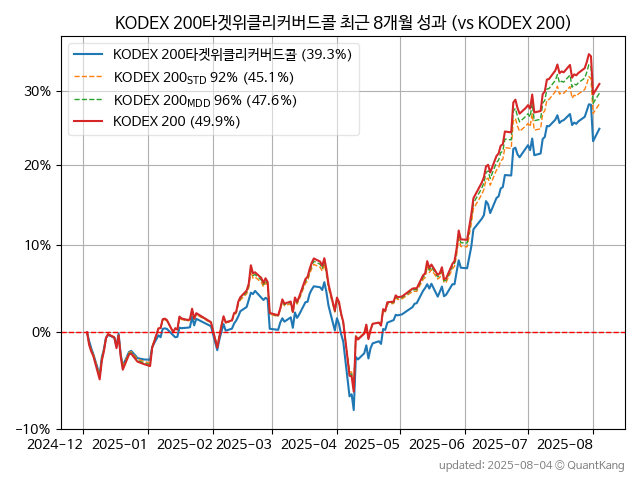 KODEX 200타겟위클리커버드콜 최근 8개월 성과 (vs KODEX 200)
KODEX 200타겟위클리커버드콜 (39.3%)
KODEX 200STD 92% (45.1%)
KODEX 200MDD 96% (47.6%)
KODEX 200 (49.9%)
30%
20%
10%
0%
−10%
2024-12 2025-01 2025-02 2025-03 2025-04 2025-05 2025-06 2025-07 2025-08
updated: 2025-08-04 © QuantKang